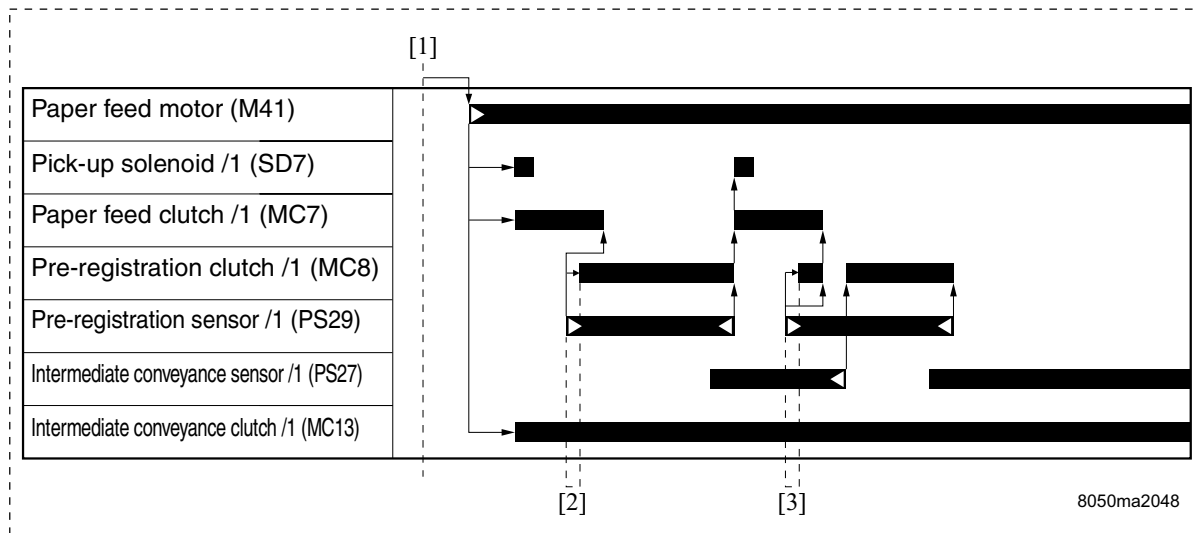 [1]
Paper feed motor (M41)
Pick-up solenoid /1 (SD7)
Paper feed clutch /1 (MC7)
Pre-registration clutch /1 (MC8)
Pre-registration sensor /1 (PS29)
Intermediate conveyance sensor /1 (PS27)
Intermediate conveyance clutch /1 (MC13)
[2] [3]
8050ma2048